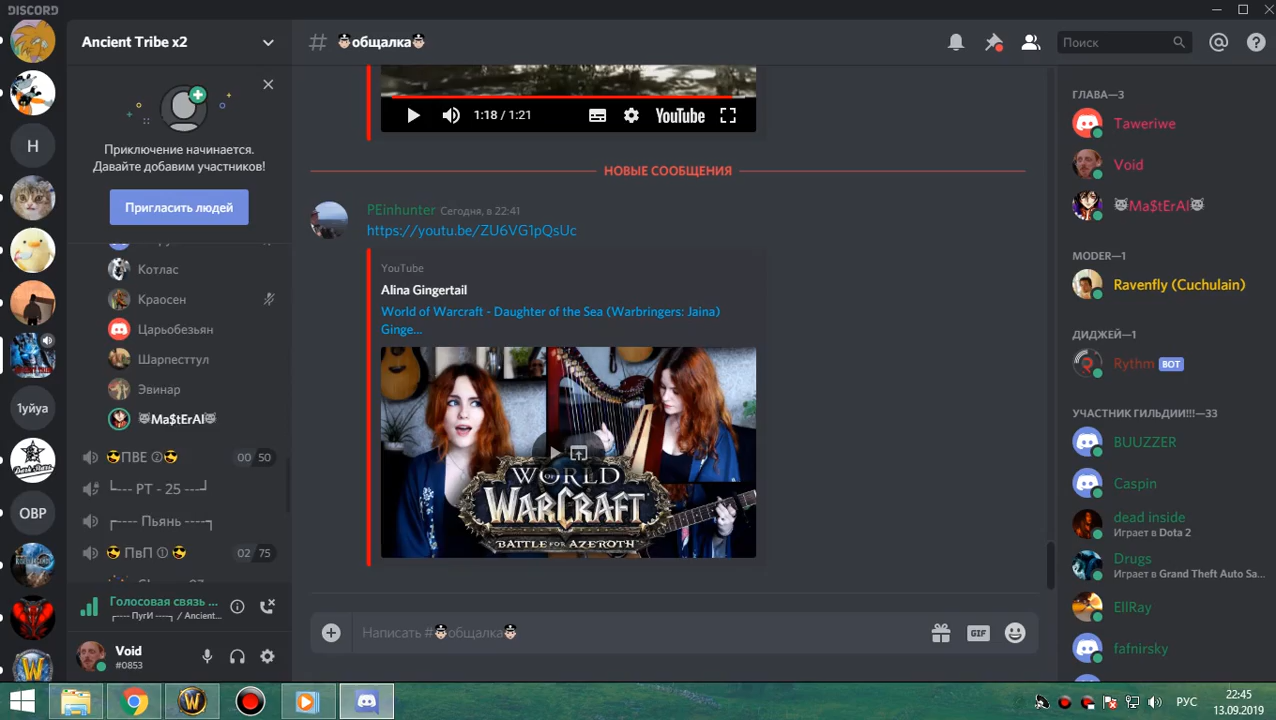 DISCORD
Ancient Tribe x2
Приключение начинается.
Давайте добавим участников!
Пригласить людей
Котлас
Краосен
Царьобезьян
Шарпесттул
Эвинар
😼Ma$tErAl😼
😎ПВЕ ②😎
00 50
┗--- РТ - 25 ---┛
┏---- Пьянь ----┓
😎 ПвП ① 😎
02 75
Голосовая связь ...
┏---- ПугИ ----┓ / Ancient...
Void
#0853
Н
1уйуа
ОВР
# 👮🏻общалка👮🏻
Поиск
1:18 / 1:21
YouTube
НОВЫЕ СООБЩЕНИЯ
PEinhunter Сегодня, в 22:41
https://youtu.be/ZU6VG1pQsUc
YouTube
Alina Gingertail
World of Warcraft - Daughter of the Sea (Warbringers: Jaina)
Ginge...
WORLD OF
WARCRAFT
BATTLE FOR AZEROTH
Написать #👮🏻общалка👮🏻
GIF
ГЛАВА—3
Taweriwe
Void
😼Ma$tErAl😼
MODER—1
Ravenfly (Cuchulain)
ДИДЖЕЙ—1
Rythm BOT
УЧАСТНИК ГИЛЬДИИ!!!—33
BUUZZER
Caspin
dead inside
Играет в Dota 2
Drugs
Играет в Grand Theft Auto Sa...
EllRay
fafnirsky
РУС
22:45
13.09.2019